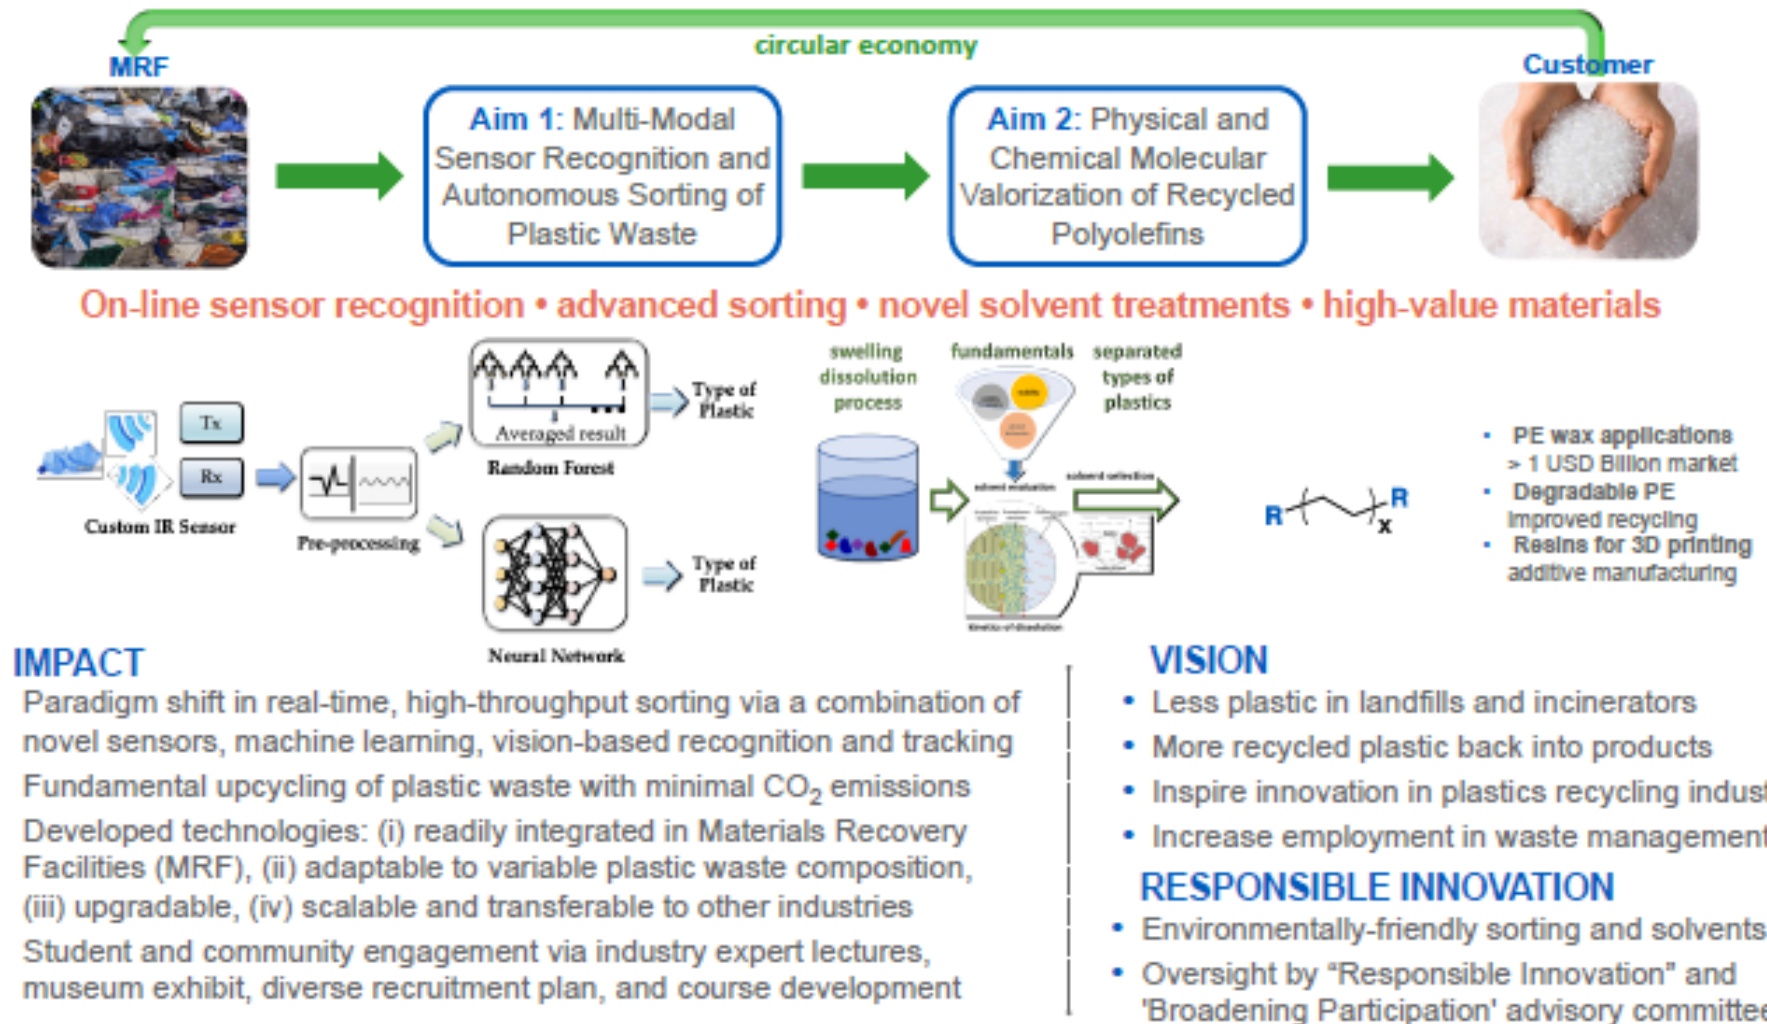 circular economy
MRF
Customer
Aim 1: Multi-Modal
Sensor Recognition and
Autonomous Sorting of
Plastic Waste
Aim 2: Physical and
Chemical Molecular
Valorization of Recycled
Polyolefins
On-line sensor recognition • advanced sorting • novel solvent treatments • high-value materials
Tx
Rx
Custom IR Sensor
Pre-processing
Averaged result
Random Forest
Type of
Plastic
Neural Network
Type of
Plastic
swelling
dissolution
process
fundamentals
separated
types of
plastics
solvent evaluation
solvent selection
kinetics of dissolution
R
R
x
• PE wax applications
> 1 USD Billion market
• Degradable PE
improved recycling
• Resins for 3D printing
additive manufacturing
IMPACT
Paradigm shift in real-time, high-throughput sorting via a combination of
novel sensors, machine learning, vision-based recognition and tracking
Fundamental upcycling of plastic waste with minimal CO₂ emissions
Developed technologies: (i) readily integrated in Materials Recovery
Facilities (MRF), (ii) adaptable to variable plastic waste composition,
(iii) upgradable, (iv) scalable and transferable to other industries
Student and community engagement via industry expert lectures,
museum exhibit, diverse recruitment plan, and course development
VISION
• Less plastic in landfills and incinerators
• More recycled plastic back into products
• Inspire innovation in plastics recycling indust
• Increase employment in waste management
RESPONSIBLE INNOVATION
• Environmentally-friendly sorting and solvents
• Oversight by “Responsible Innovation” and
'Broadening Participation' advisory committee